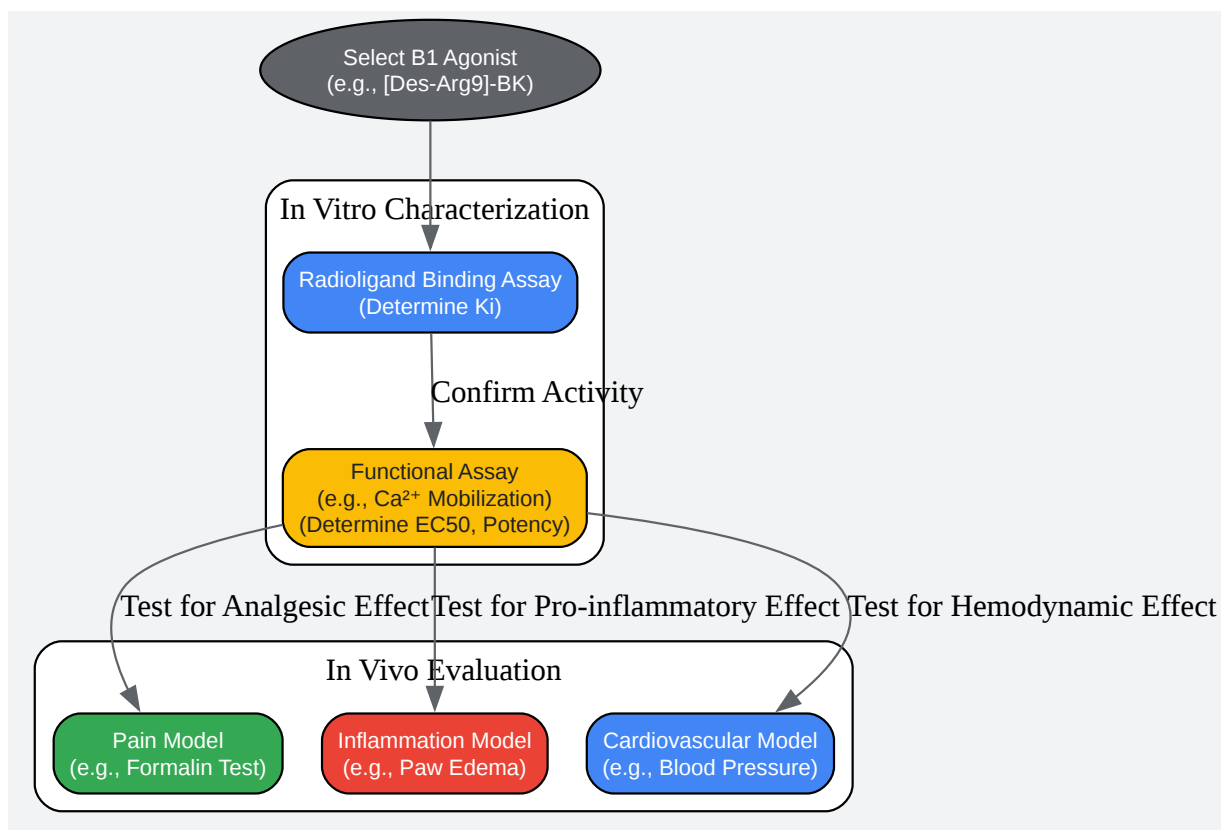 Select B1 Agonist
(e.g., [Des-Arg9]-BK)
In Vitro Characterization
Radioligand Binding Assay
(Determine Ki)
Confirm Activity
Functional Assay
(e.g., Ca²⁺ Mobilization)
(Determine EC50, Potency)
Test for Analgesic Effect
Test for Pro-inflammatory Effect
Test for Hemodynamic Effect
In Vivo Evaluation
Pain Model
(e.g., Formalin Test)
Inflammation Model
(e.g., Paw Edema)
Cardiovascular Model
(e.g., Blood Pressure)